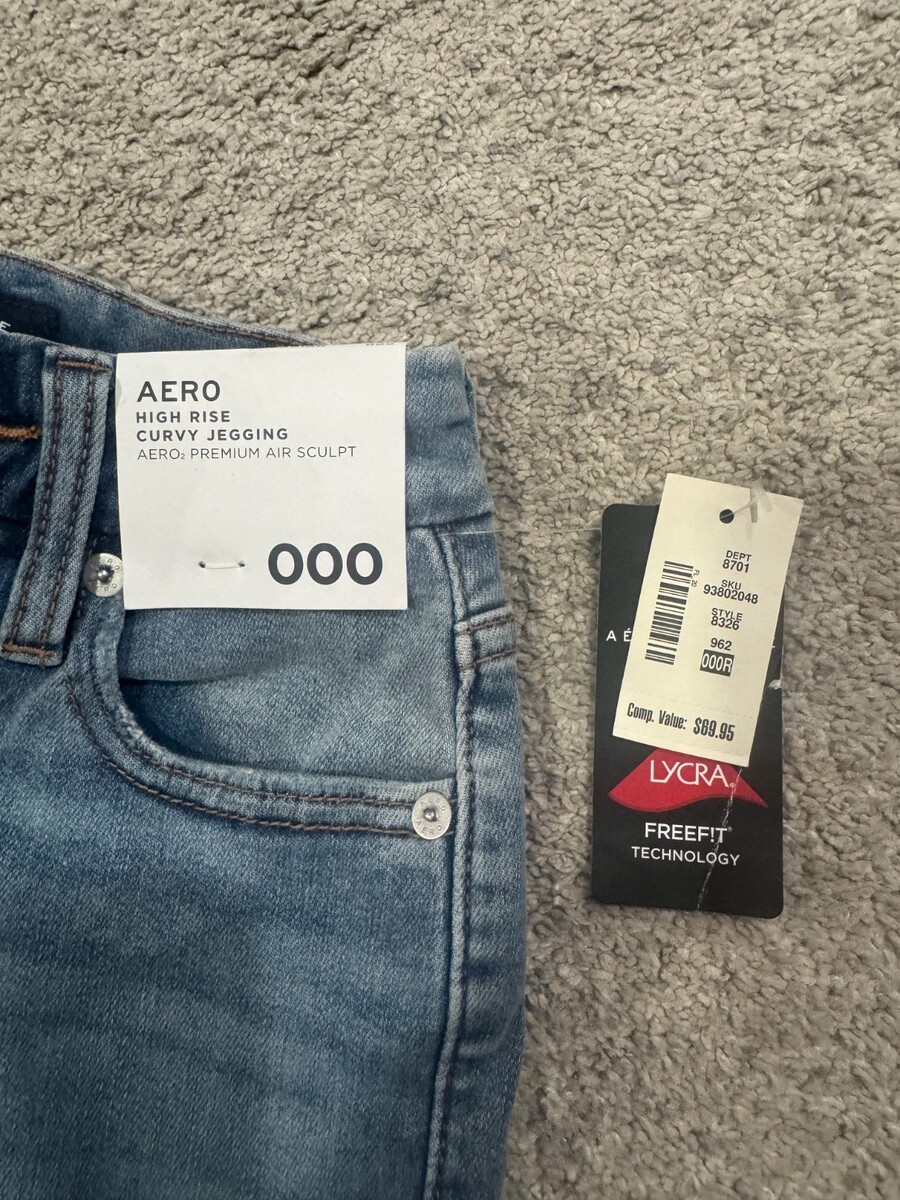 AERO
HIGH RISE
CURVY JEGGING
AERO₂ PREMIUM AIR SCULPT
000
DEPT
8701
SKU
93802048
STYLE
8326
962
000R
Comp. Value: $69.95
LYCRA®
FREEF!T®
TECHNOLOGY
AERO